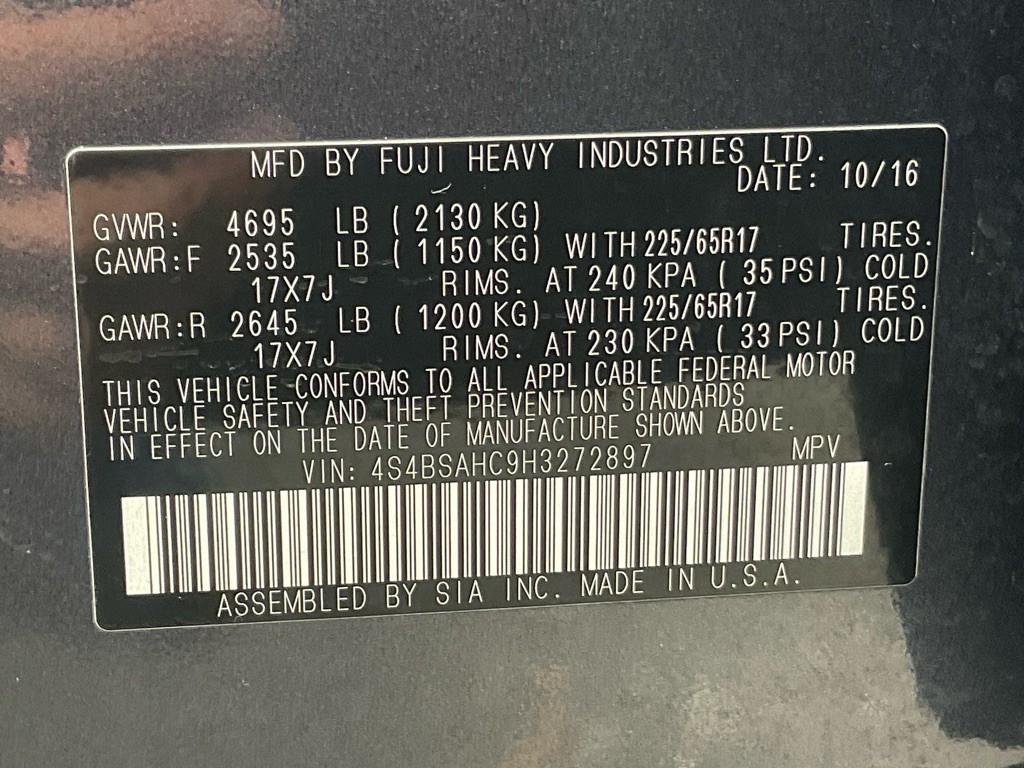 MFD BY FUJI HEAVY INDUSTRIES LTD.
DATE: 10/16
GVWR: 4695 LB ( 2130 KG)
GAWR:F 2535 LB ( 1150 KG) WITH 225/65R17 TIRES.
17X7J RIMS. AT 240 KPA ( 35 PSI) COLD
GAWR:R 2645 LB ( 1200 KG) WITH 225/65R17 TIRES.
17X7J RIMS. AT 230 KPA ( 33 PSI) COLD
THIS VEHICLE CONFORMS TO ALL APPLICABLE FEDERAL MOTOR
VEHICLE SAFETY AND THEFT PREVENTION STANDARDS
IN EFFECT ON THE DATE OF MANUFACTURE SHOWN ABOVE.
VIN: 4S4BSAHC9H3272897 MPV
ASSEMBLED BY SIA INC. MADE IN U.S.A.